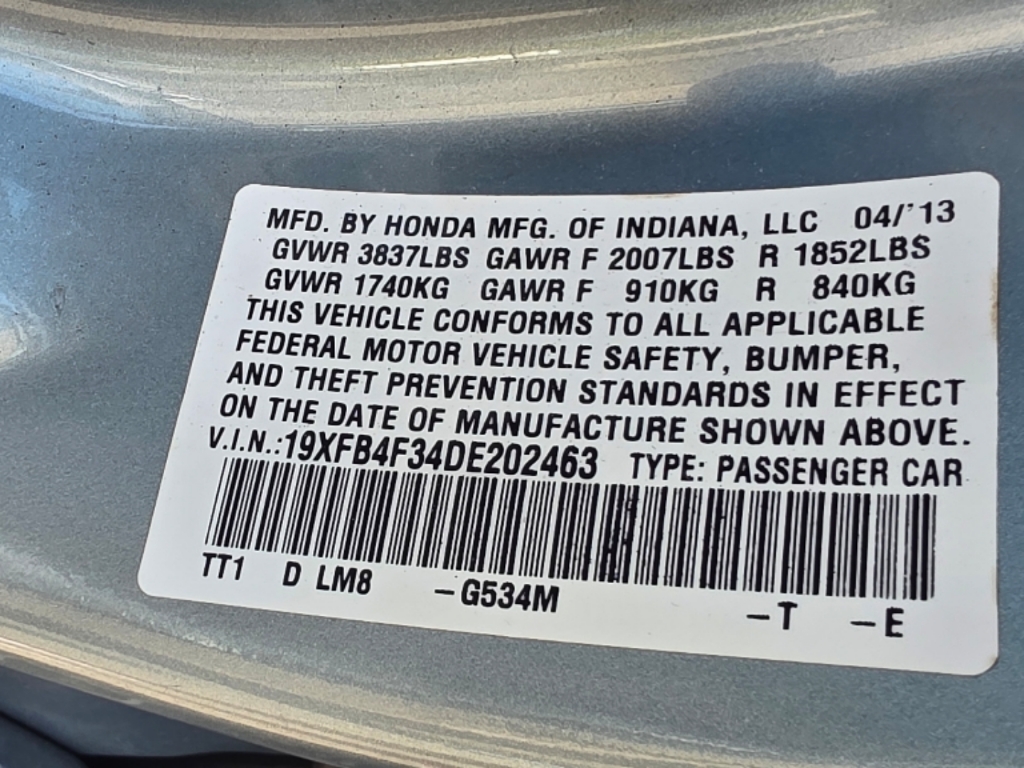 MFD. BY HONDA MFG. OF INDIANA, LLC 04/'13
GVWR 3837LBS GAWR F 2007LBS R 1852LBS
GVWR 1740KG GAWR F 910KG R 840KG
THIS VEHICLE CONFORMS TO ALL APPLICABLE
FEDERAL MOTOR VEHICLE SAFETY, BUMPER,
AND THEFT PREVENTION STANDARDS IN EFFECT
ON THE DATE OF MANUFACTURE SHOWN ABOVE.
V.I.N.:19XFB4F34DE202463 TYPE: PASSENGER CAR
TT1 D LM8 -G534M -T -E